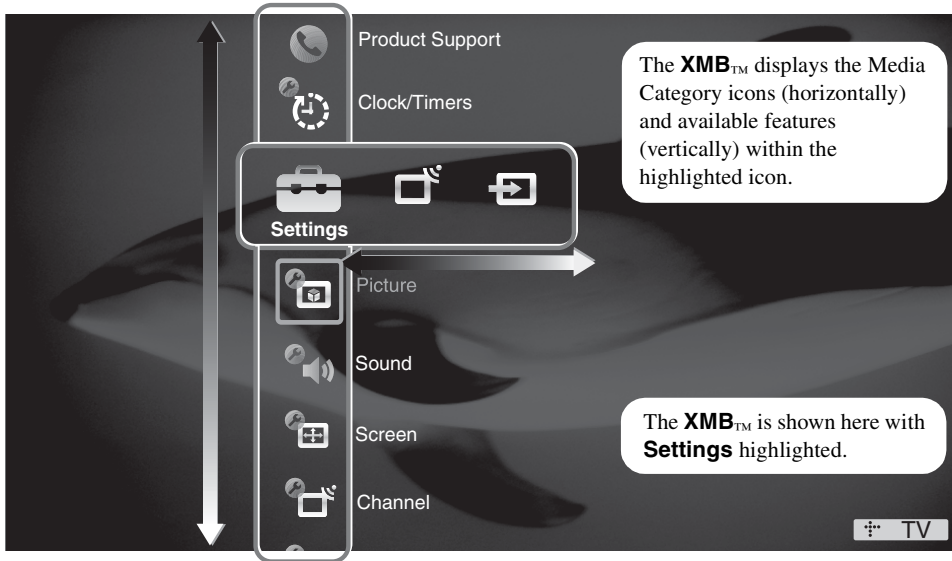 Product Support
Clock/Timers
The XMB™ displays the Media
Category icons (horizontally)
and available features
(vertically) within the
highlighted icon.
Settings
Picture
Sound
Screen
Channel
The XMB™ is shown here with
Settings highlighted.
TV